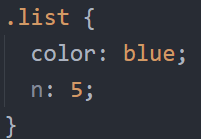 .list {
  color: blue;
  n: 5;
}